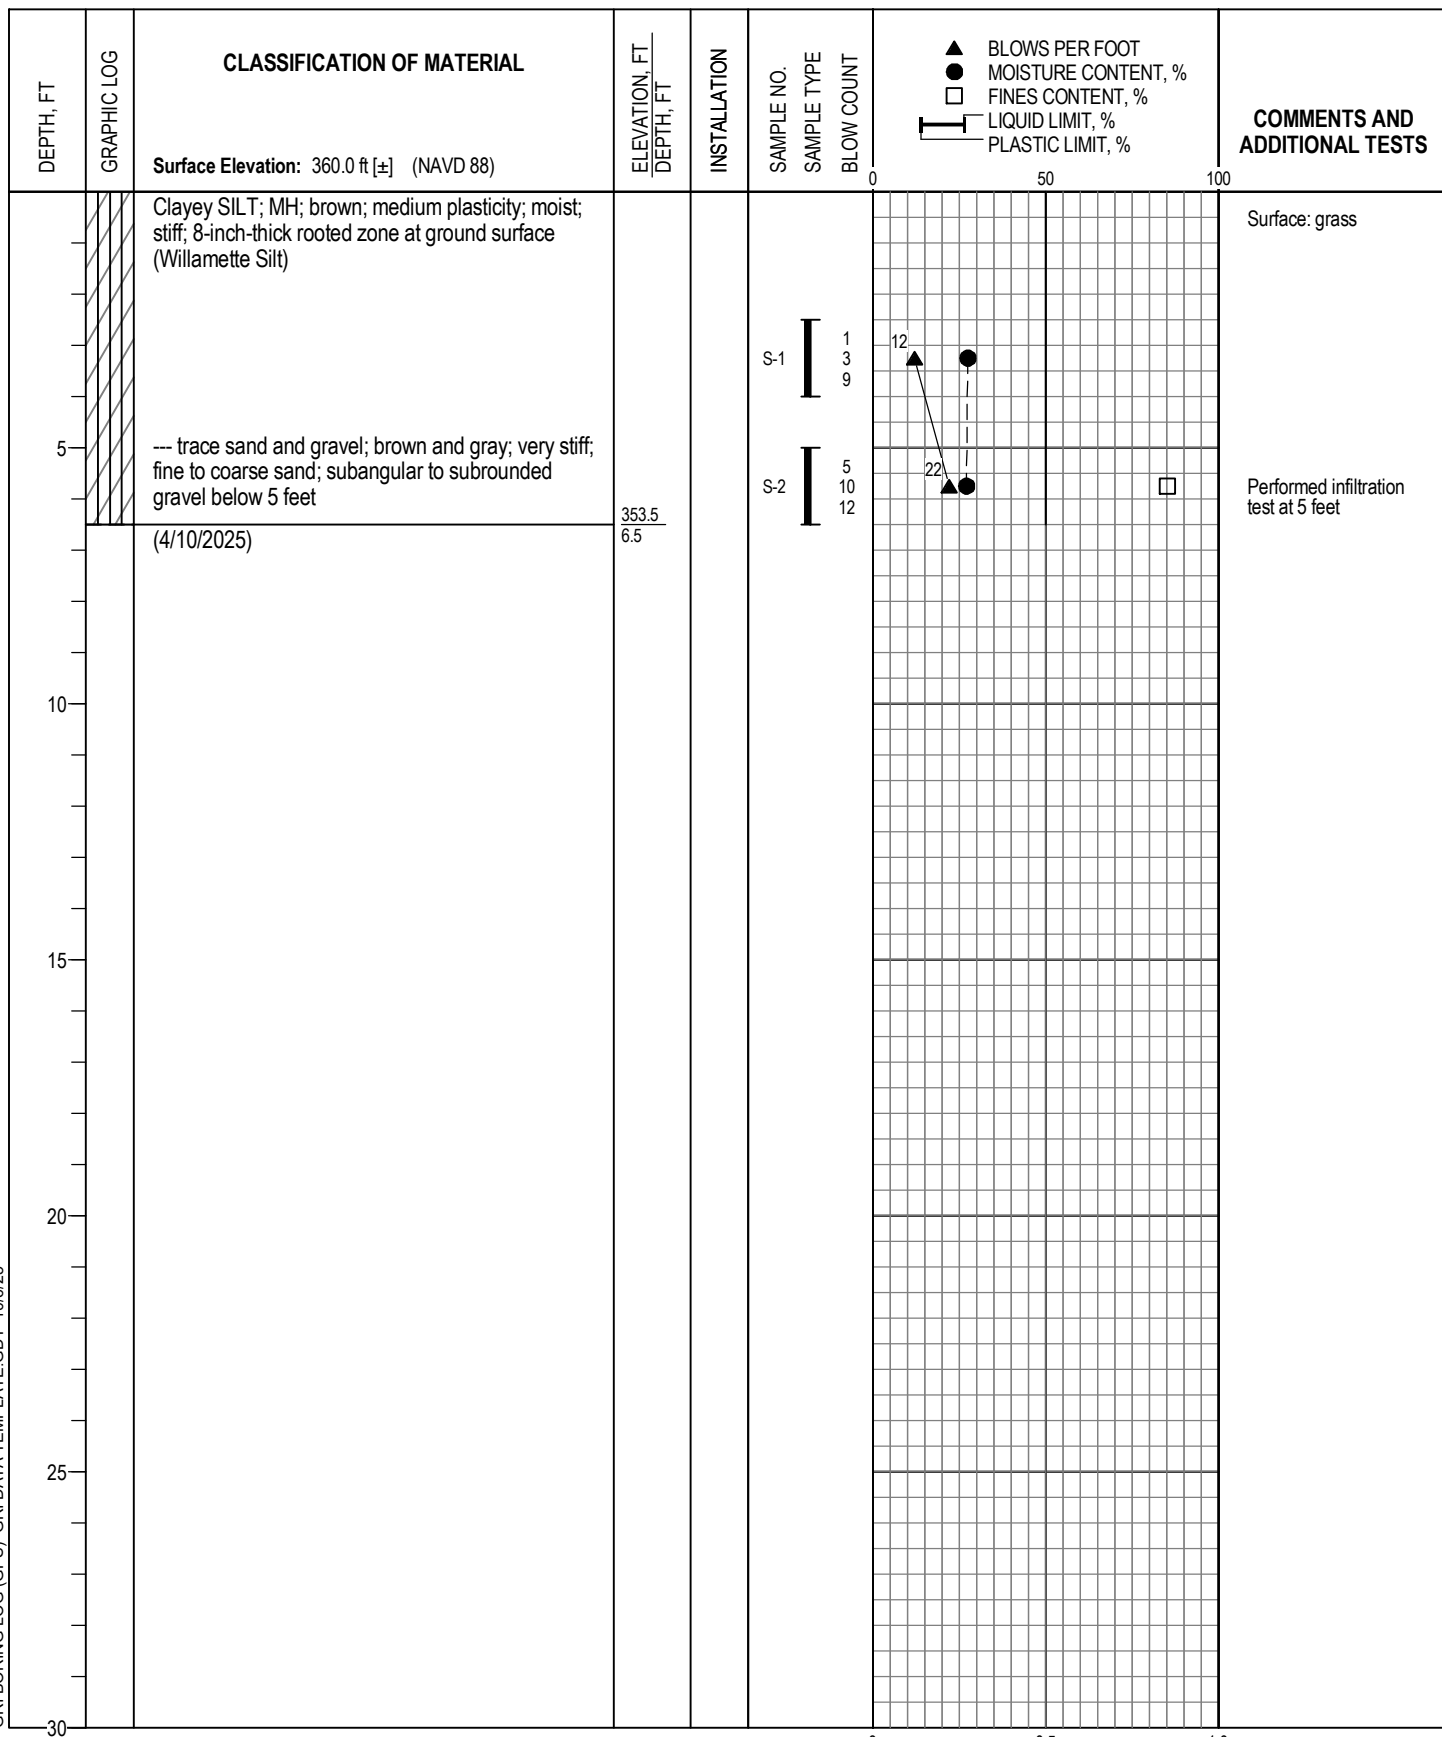 DEPTH, FT
GRAPHIC LOG
CLASSIFICATION OF MATERIAL
Surface Elevation: 360.0 ft [±] (NAVD 88)
ELEVATION, FT
DEPTH, FT
INSTALLATION
SAMPLE NO.
SAMPLE TYPE
BLOW COUNT
BLOWS PER FOOT
MOISTURE CONTENT, %
FINES CONTENT, %
LIQUID LIMIT, %
PLASTIC LIMIT, %
0 50 100
COMMENTS AND
ADDITIONAL TESTS
Clayey SILT; MH; brown; medium plasticity; moist;
stiff; 8-inch-thick rooted zone at ground surface
(Willamette Silt)
Surface: grass
S-1
1
3
9
12
5
--- trace sand and gravel; brown and gray; very stiff;
fine to coarse sand; subangular to subrounded
gravel below 5 feet
S-2
5
10
12
22
Performed infiltration
test at 5 feet
353.5
6.5
(4/10/2025)
10
15
20
25
30